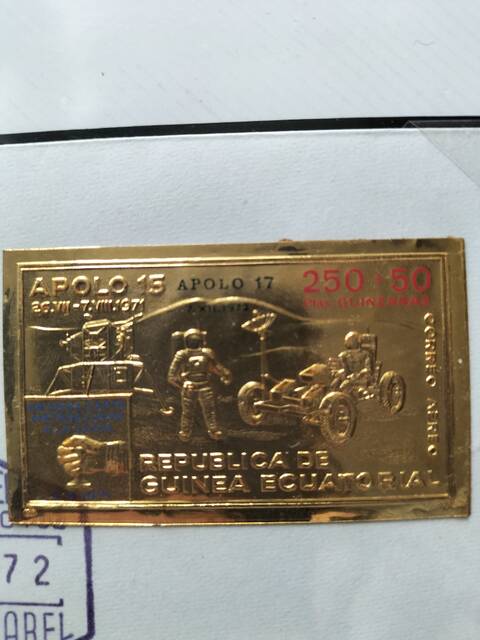 APOLO 15 APOLO 17 250+50
26.VII-7.VIII.1971 Ptas. GUINEANAS
CORREO AEREO
REPUBLICA DE
GUINEA ECUATORIAL
72